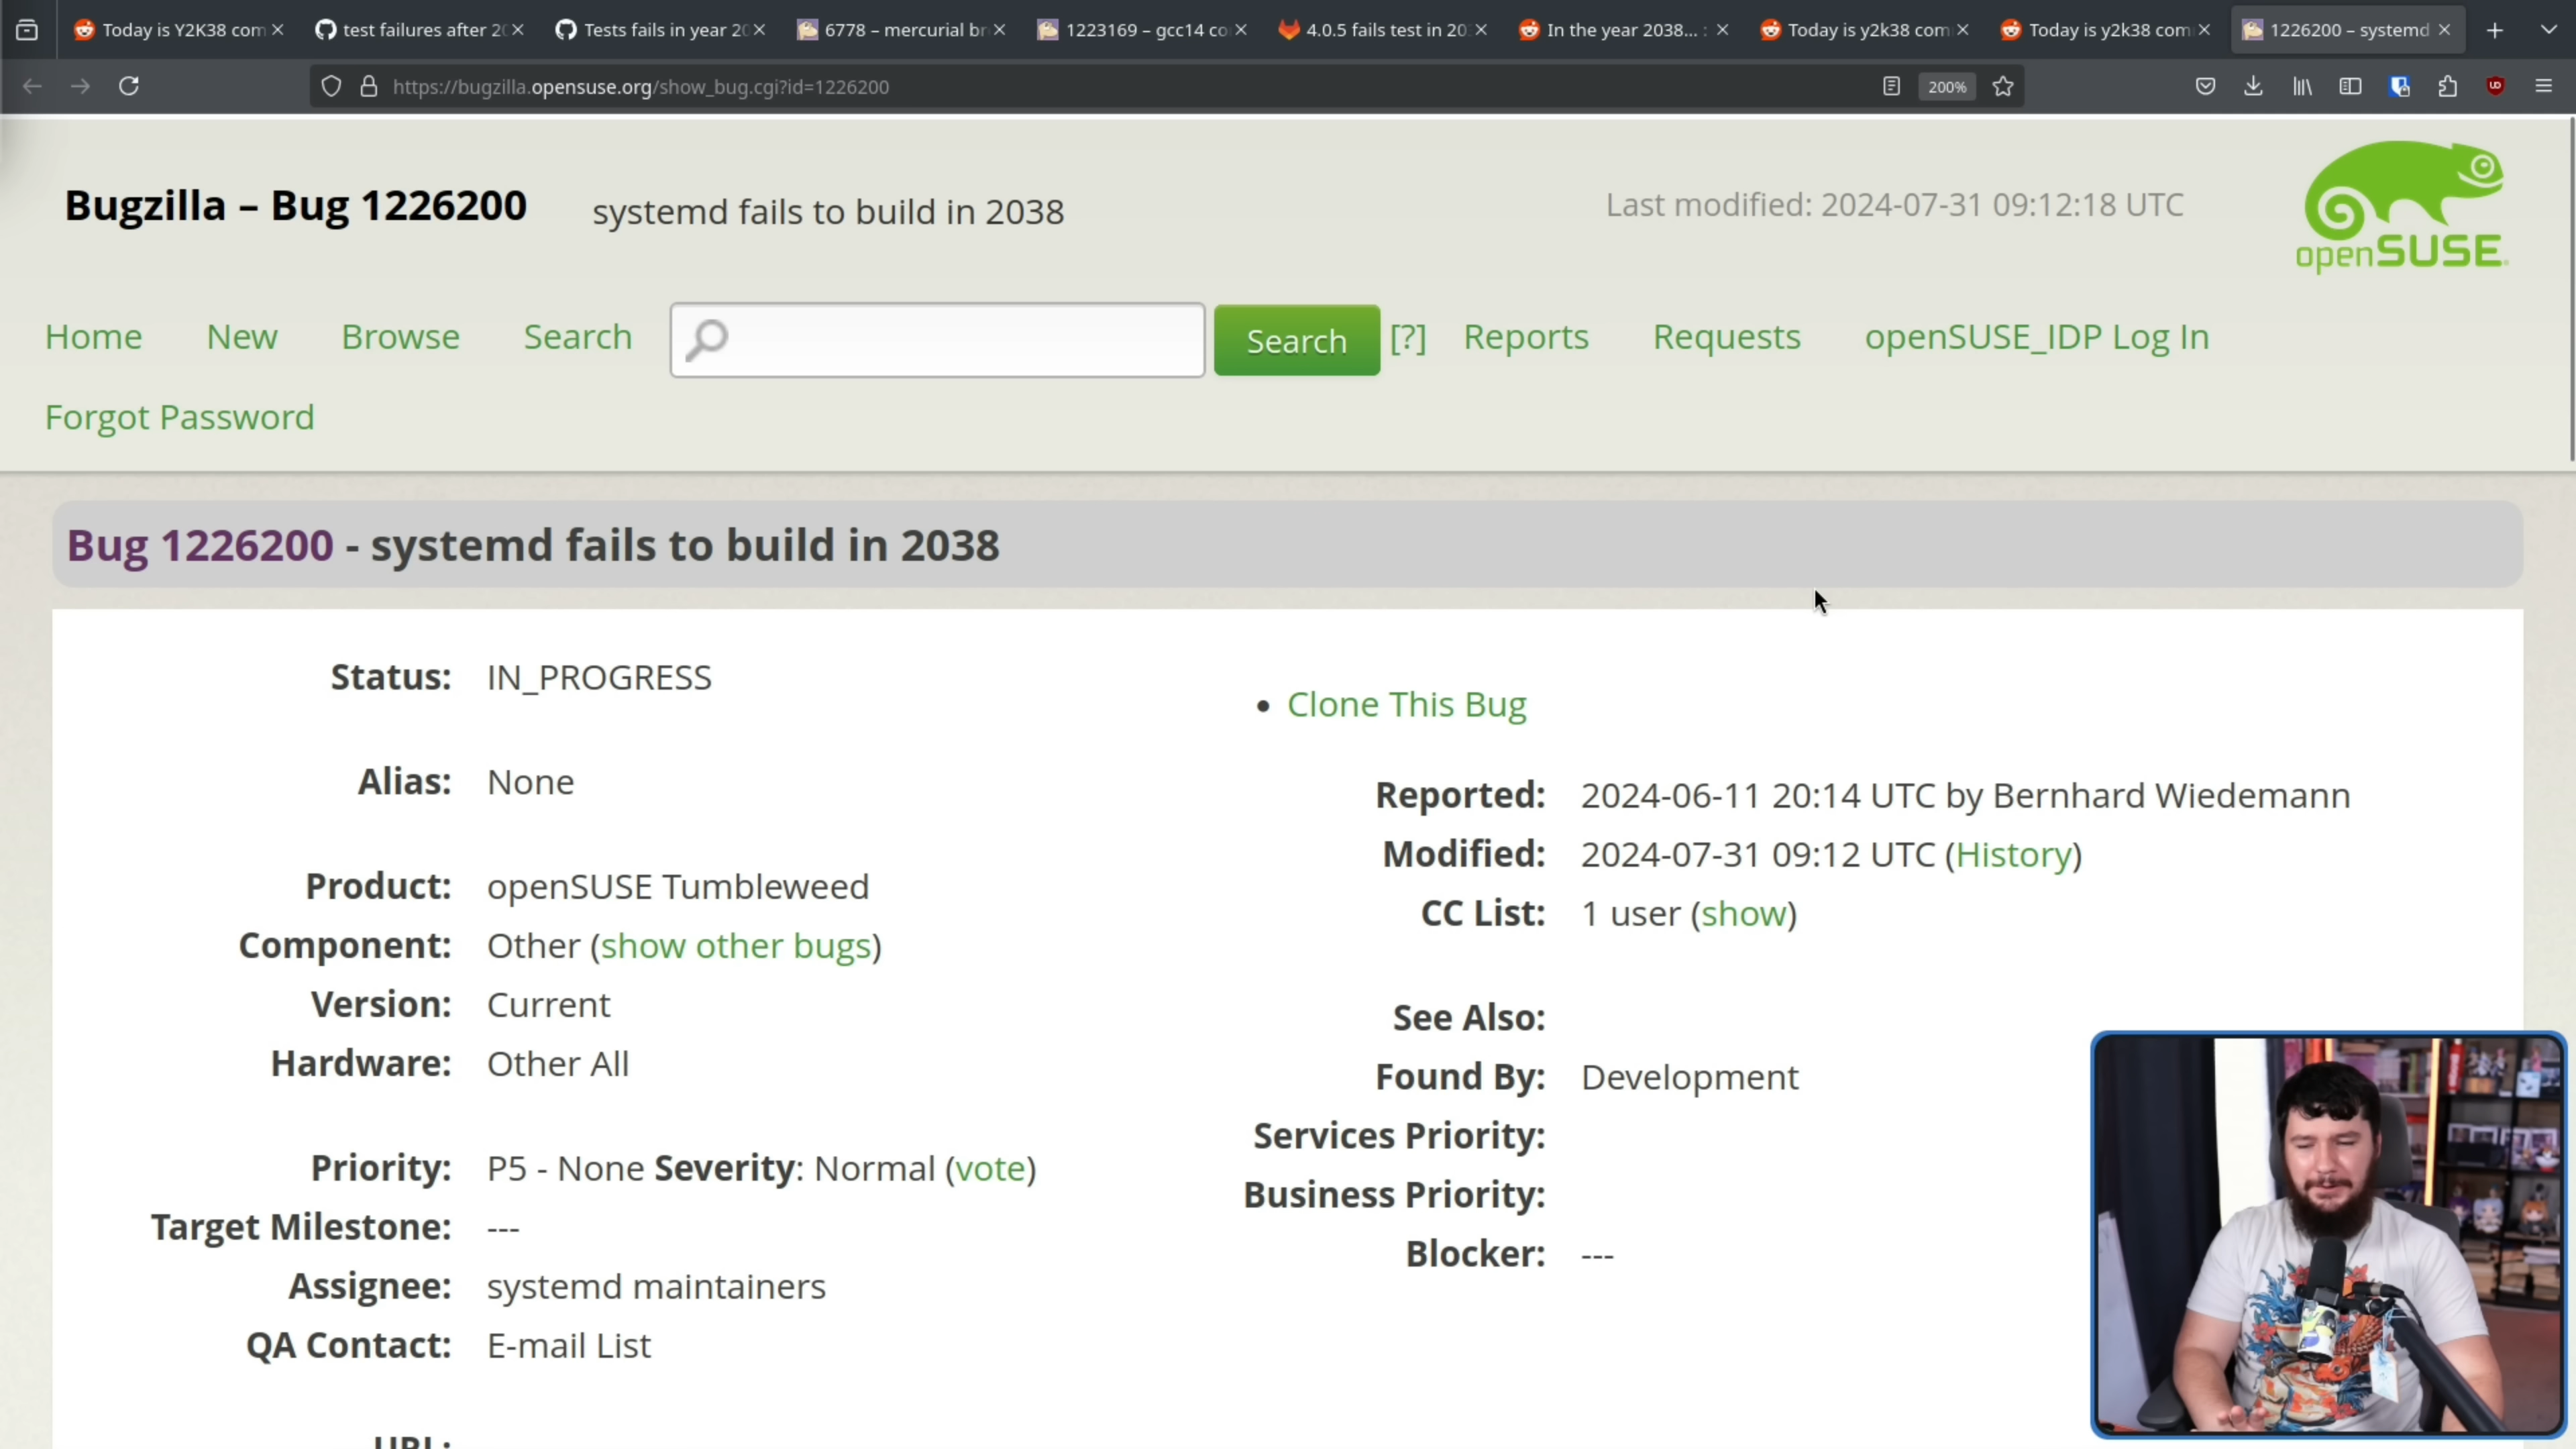 Today is Y2K38 com
test failures after 20
Tests fails in year 20
6778 – mercurial br
1223169 – gcc14 co
4.0.5 fails test in 20
In the year 2038... :
Today is y2k38 com
Today is y2k38 com
1226200 – systemd
https://bugzilla.opensuse.org/show_bug.cgi?id=1226200
200%
Bugzilla – Bug 1226200
systemd fails to build in 2038
Last modified: 2024-07-31 09:12:18 UTC
openSUSE
Home
New
Browse
Search
Search
[?]
Reports
Requests
openSUSE_IDP Log In
Forgot Password
Bug 1226200 - systemd fails to build in 2038
Status: IN_PROGRESS
Alias: None
Product: openSUSE Tumbleweed
Component: Other (show other bugs)
Version: Current
Hardware: Other All
Priority: P5 - None Severity: Normal (vote)
Target Milestone: ---
Assignee: systemd maintainers
QA Contact: E-mail List
URL:
• Clone This Bug
Reported: 2024-06-11 20:14 UTC by Bernhard Wiedemann
Modified: 2024-07-31 09:12 UTC (History)
CC List: 1 user (show)
See Also:
Found By: Development
Services Priority:
Business Priority:
Blocker: ---